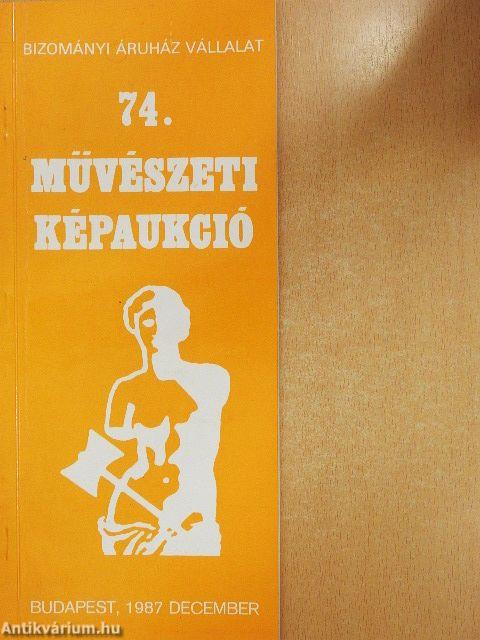 BIZOMÁNYI ÁRUHÁZ VÁLLALAT
74.
MŰVÉSZETI
KÉPAUKCIÓ
BUDAPEST, 1987 DECEMBER
Antikvárium.hu